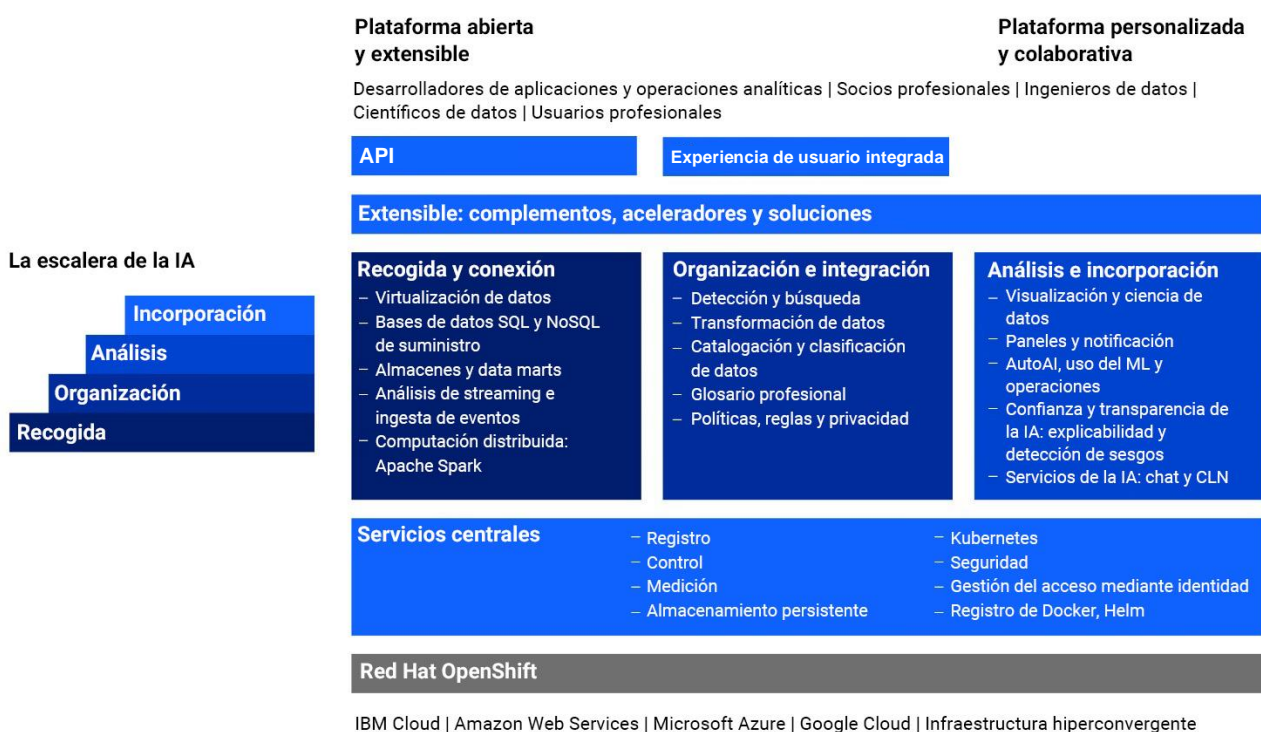 Plataforma abierta
y extensible
Plataforma personalizada
y colaborativa
Desarrolladores de aplicaciones y operaciones analíticas | Socios profesionales | Ingenieros de datos |
Científicos de datos | Usuarios profesionales
API
Experiencia de usuario integrada
Extensible: complementos, aceleradores y soluciones
La escalera de la IA
Incorporación
Análisis
Organización
Recogida
Recogida y conexión
– Virtualización de datos
– Bases de datos SQL y NoSQL
de suministro
– Almacenes y data marts
– Análisis de streaming e
ingesta de eventos
– Computación distribuida:
Apache Spark
Organización e integración
– Detección y búsqueda
– Transformación de datos
– Catalogación y clasificación
de datos
– Glosario profesional
– Políticas, reglas y privacidad
Análisis e incorporación
– Visualización y ciencia de
datos
– Paneles y notificación
– AutoAI, uso del ML y
operaciones
– Confianza y transparencia de
la IA: explicabilidad y
detección de sesgos
– Servicios de la IA: chat y CLN
Servicios centrales
– Registro
– Control
– Medición
– Almacenamiento persistente
– Kubernetes
– Seguridad
– Gestión del acceso mediante identidad
– Registro de Docker, Helm
Red Hat OpenShift
IBM Cloud | Amazon Web Services | Microsoft Azure | Google Cloud | Infraestructura hiperconvergente